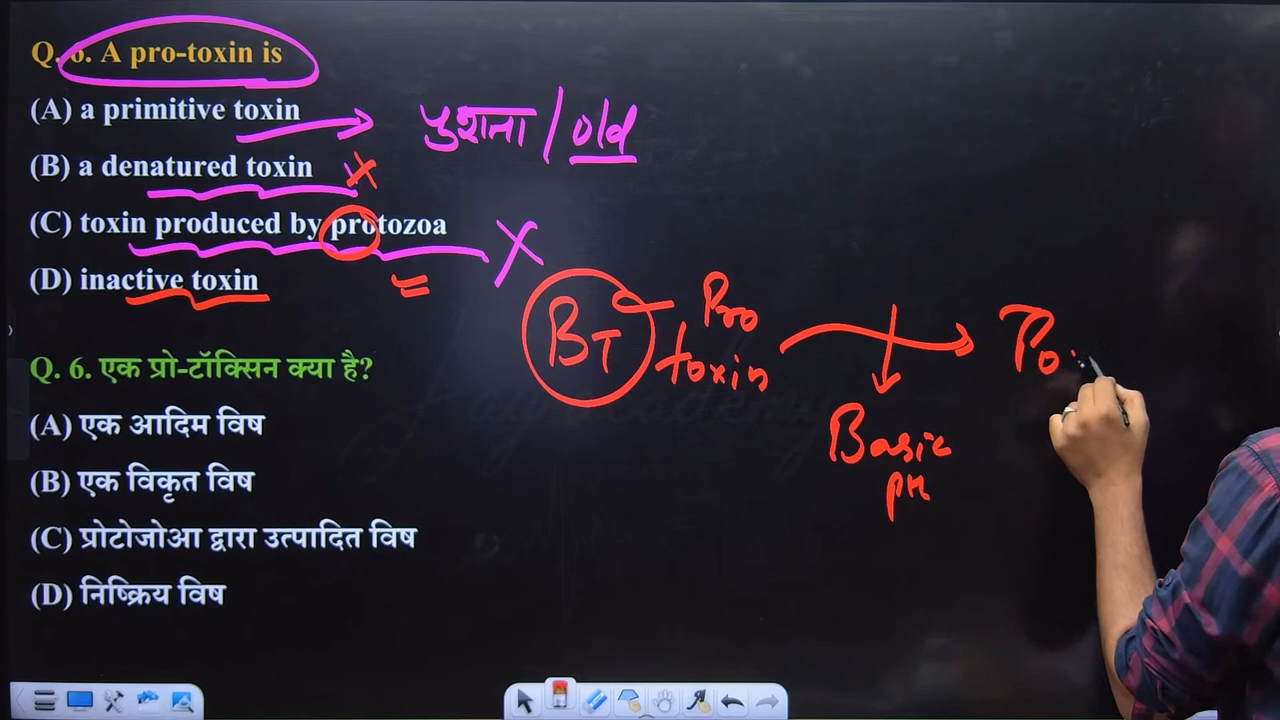 Q. 6. A pro-toxin is
(A) a primitive toxin
पुराना / old
(B) a denatured toxin
(C) toxin produced by protozoa
(D) inactive toxin
BT
Pro
toxin
Basic
pH
Q. 6. एक प्रो-टॉक्सिन क्या है?
(A) एक आदिम विष
(B) एक विकृत विष
(C) प्रोटोजोआ द्वारा उत्पादित विष
(D) निष्क्रिय विष